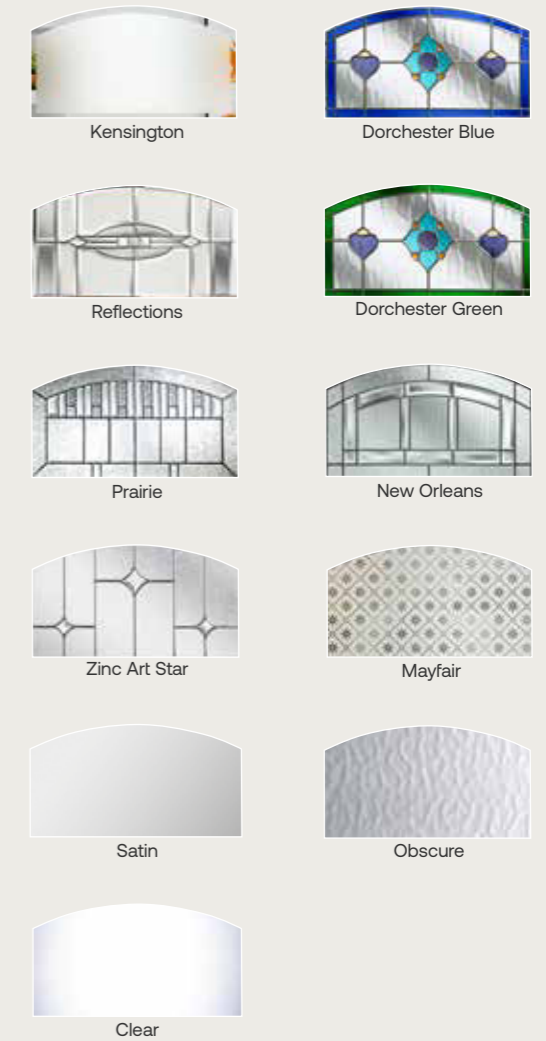 Kensington
Dorchester Blue
Reflections
Dorchester Green
Prairie
New Orleans
Zinc Art Star
Mayfair
Satin
Obscure
Clear